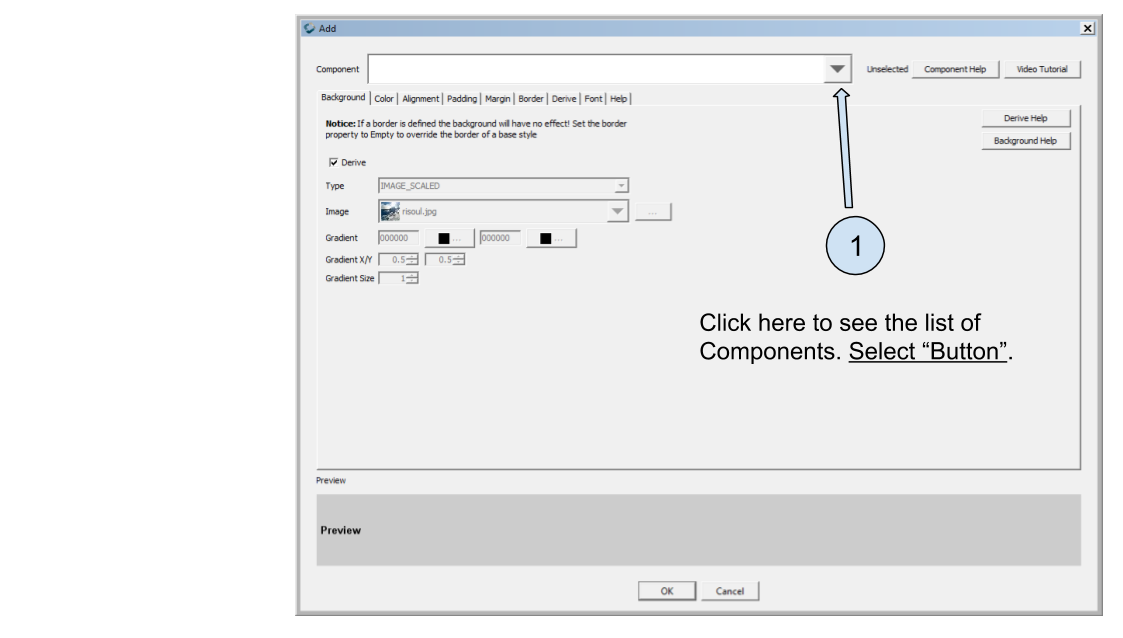 Add
Component
Unselected Component Help Video Tutorial
Background Color Alignment Padding Margin Border Derive Font Help
Notice: If a border is defined the background will have no effect! Set the border
property to Empty to override the border of a base style
Derive Help
Background Help
Derive
Type IMAGE_SCALED
Image risoul.jpg ...
Gradient 000000 ... 000000 ...
Gradient X/Y 0.5 0.5
Gradient Size 1
1
Click here to see the list of
Components. Select “Button”.
Preview
Preview
OK Cancel